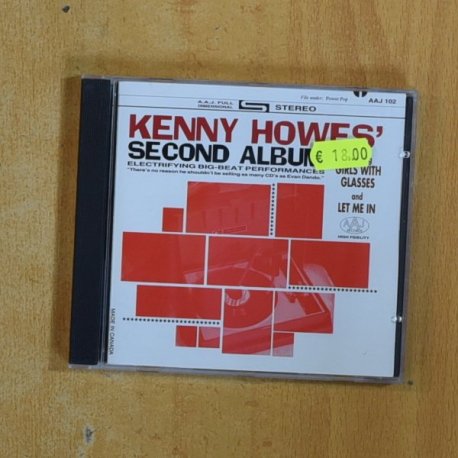 A.A.J. FULL
DIMENSIONAL
STEREO
File under: Power Pop
AAJ 102
KENNY HOWES'
SECOND ALBUM
€ 18,00
ELECTRIFYING BIG-BEAT PERFORMANCES
"There's no reason he shouldn't be selling as many CD's as Evan Dando."
GIRLS WITH
GLASSES
and
LET ME IN
AAJ
HIGH FIDELITY
MADE IN CANADA